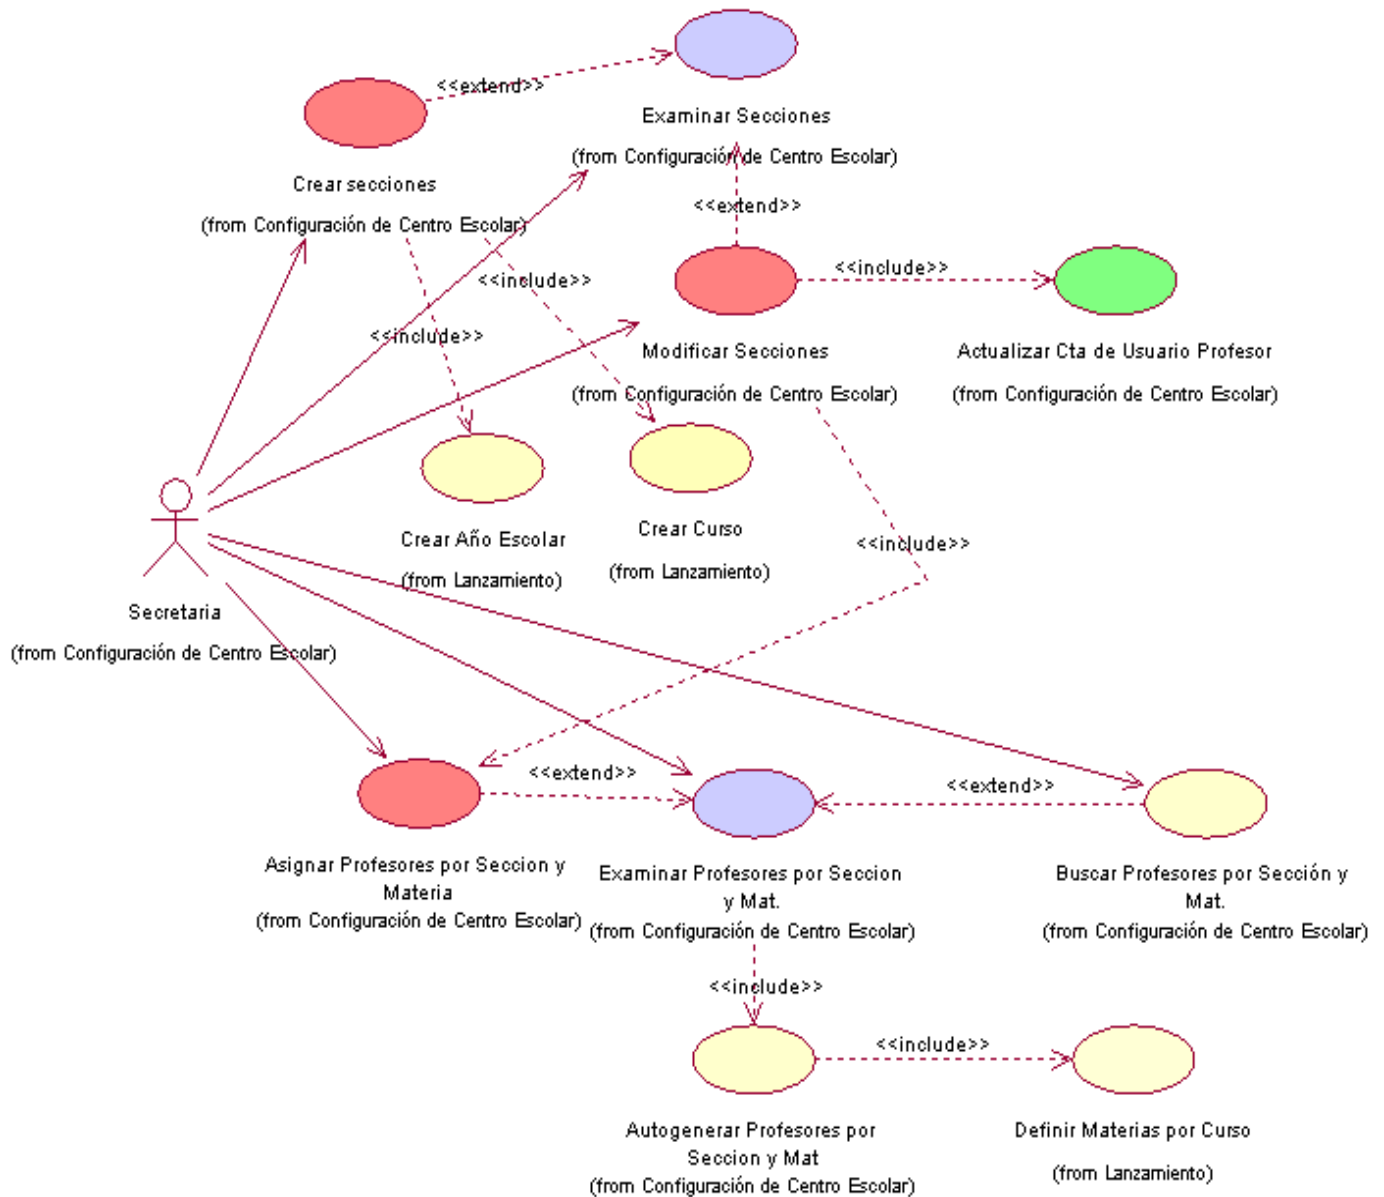 <<extend>>
Examinar Secciones
(from Configuración de Centro Escolar)
Crear secciones
(from Configuración de Centro Escolar)
<<extend>>
<<include>>
<<include>>
<<include>>
Modificar Secciones
(from Configuración de Centro Escolar)
Actualizar Cta de Usuario Profesor
(from Configuración de Centro Escolar)
Crear Año Escolar
(from Lanzamiento)
Crear Curso
(from Lanzamiento)
<<include>>
Secretaria
(from Configuración de Centro Escolar)
<<extend>>
<<extend>>
Asignar Profesores por Seccion y
Materia
(from Configuración de Centro Escolar)
Examinar Profesores por Seccion
y Mat.
(from Configuración de Centro Escolar)
Buscar Profesores por Sección y
Mat.
(from Configuración de Centro Escolar)
<<include>>
<<include>>
Autogenerar Profesores por
Seccion y Mat
(from Configuración de Centro Escolar)
Definir Materias por Curso
(from Lanzamiento)